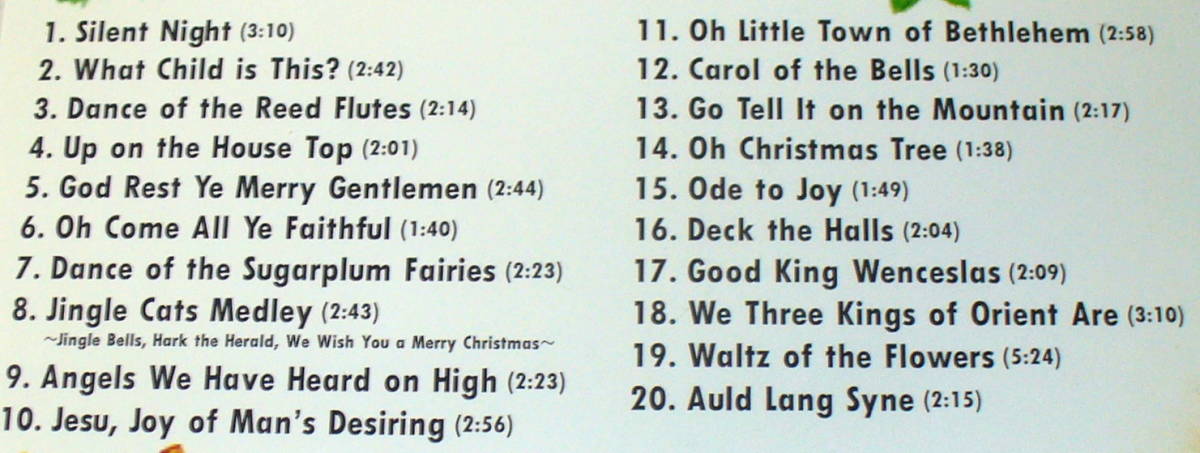 1. Silent Night (3:10)
2. What Child is This? (2:42)
3. Dance of the Reed Flutes (2:14)
4. Up on the House Top (2:01)
5. God Rest Ye Merry Gentlemen (2:44)
6. Oh Come All Ye Faithful (1:40)
7. Dance of the Sugarplum Fairies (2:23)
8. Jingle Cats Medley (2:43)
~Jingle Bells, Hark the Herald, We Wish You a Merry Christmas~
9. Angels We Have Heard on High (2:23)
10. Jesu, Joy of Man's Desiring (2:56)
11. Oh Little Town of Bethlehem (2:58)
12. Carol of the Bells (1:30)
13. Go Tell It on the Mountain (2:17)
14. Oh Christmas Tree (1:38)
15. Ode to Joy (1:49)
16. Deck the Halls (2:04)
17. Good King Wenceslas (2:09)
18. We Three Kings of Orient Are (3:10)
19. Waltz of the Flowers (5:24)
20. Auld Lang Syne (2:15)